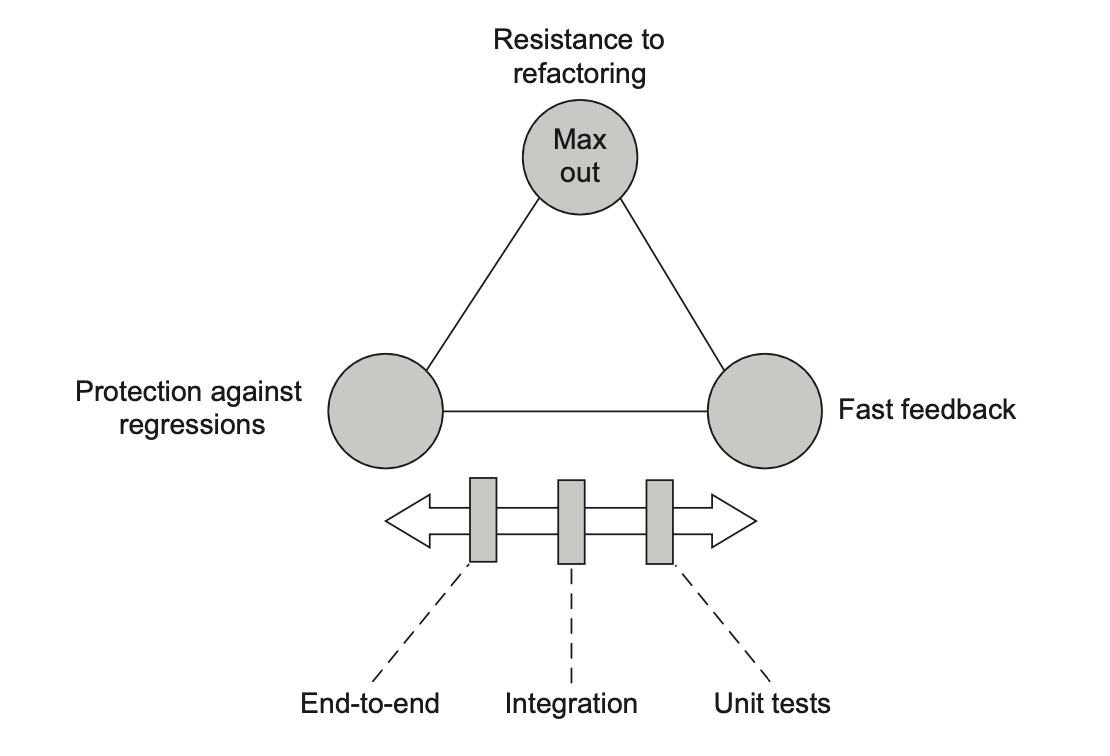 Resistance to
refactoring
Max
out
Protection against
regressions
Fast feedback
End-to-end
Integration
Unit tests